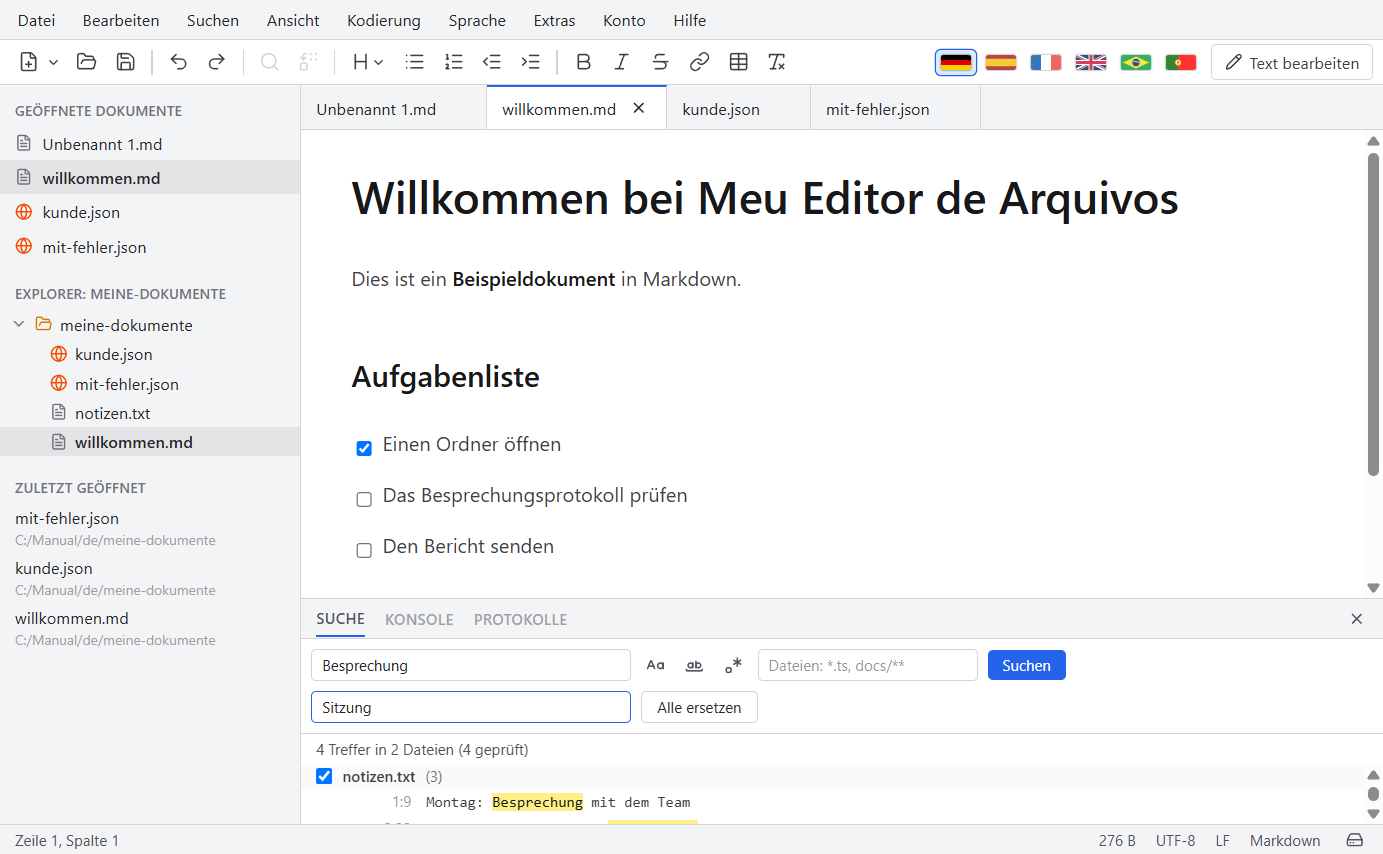 Datei Bearbeiten Suchen Ansicht Kodierung Sprache Extras Konto Hilfe
Text bearbeiten
GEÖFFNETE DOKUMENTE
Unbenannt 1.md
willkommen.md
kunde.json
mit-fehler.json
EXPLORER: MEINE-DOKUMENTE
meine-dokumente
kunde.json
mit-fehler.json
notizen.txt
willkommen.md
ZULETZT GEÖFFNET
mit-fehler.json
C:/Manual/de/meine-dokumente
kunde.json
C:/Manual/de/meine-dokumente
willkommen.md
C:/Manual/de/meine-dokumente
Unbenannt 1.md willkommen.md kunde.json mit-fehler.json
Willkommen bei Meu Editor de Arquivos
Dies ist ein Beispieldokument in Markdown.
Aufgabenliste
Einen Ordner öffnen
Das Besprechungsprotokoll prüfen
Den Bericht senden
SUCHE KONSOLE PROTOKOLLE
Besprechung Aa ab Dateien: *.ts, docs/** Suchen
Sitzung Alle ersetzen
4 Treffer in 2 Dateien (4 geprüft)
notizen.txt (3)
1:9 Montag: Besprechung mit dem Team
Zeile 1, Spalte 1 276 B UTF-8 LF Markdown